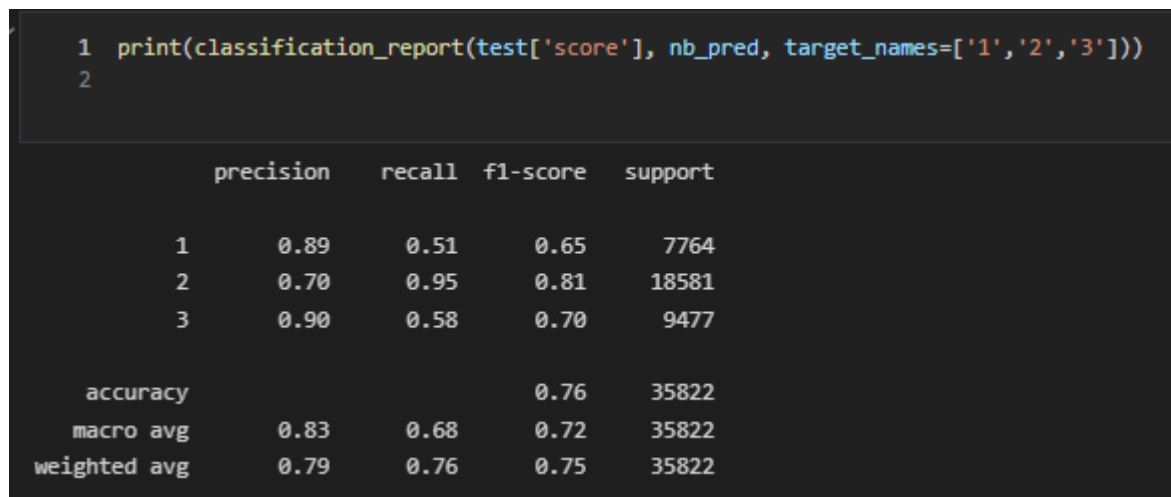 1 print(classification_report(test['score'], nb_pred, target_names=['1','2','3']))
2
precision recall f1-score support
1 0.89 0.51 0.65 7764
2 0.70 0.95 0.81 18581
3 0.90 0.58 0.70 9477
accuracy 0.76 35822
macro avg 0.83 0.68 0.72 35822
weighted avg 0.79 0.76 0.75 35822